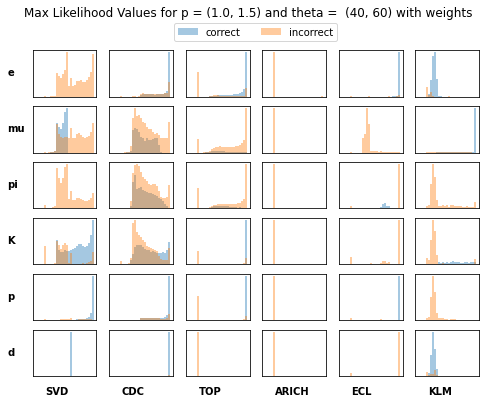 Max Likelihood Values for p = (1.0, 1.5) and theta =  (40, 60) with weights
correct incorrect
e
mu
pi
K
p
d
SVD CDC TOP ARICH ECL KLM